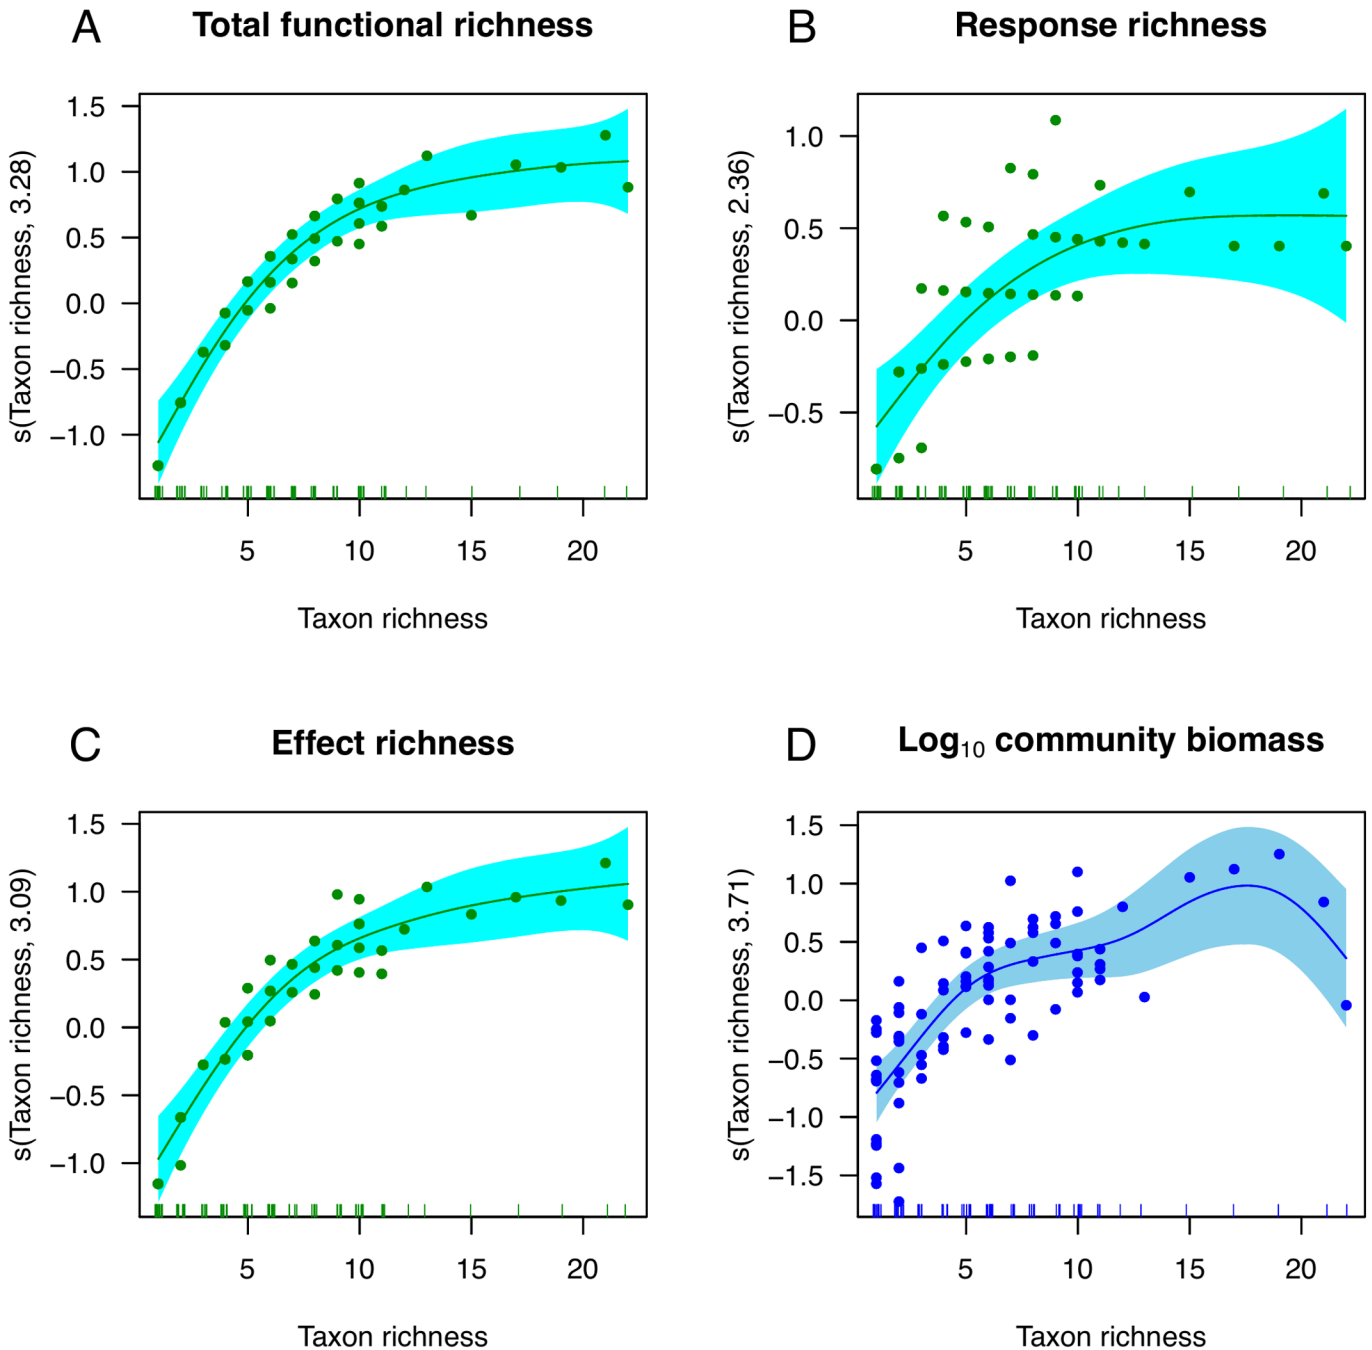 A Total functional richness
s(Taxon richness, 3.28)
1.5
1.0
0.5
0.0
−0.5
−1.0
5 10 15 20
Taxon richness
B Response richness
s(Taxon richness, 2.36)
1.0
0.5
0.0
−0.5
5 10 15 20
Taxon richness
C Effect richness
s(Taxon richness, 3.09)
1.5
1.0
0.5
0.0
−0.5
−1.0
5 10 15 20
Taxon richness
D Log₁₀ community biomass
s(Taxon richness, 3.71)
1.5
1.0
0.5
0.0
−0.5
−1.0
−1.5
5 10 15 20
Taxon richness